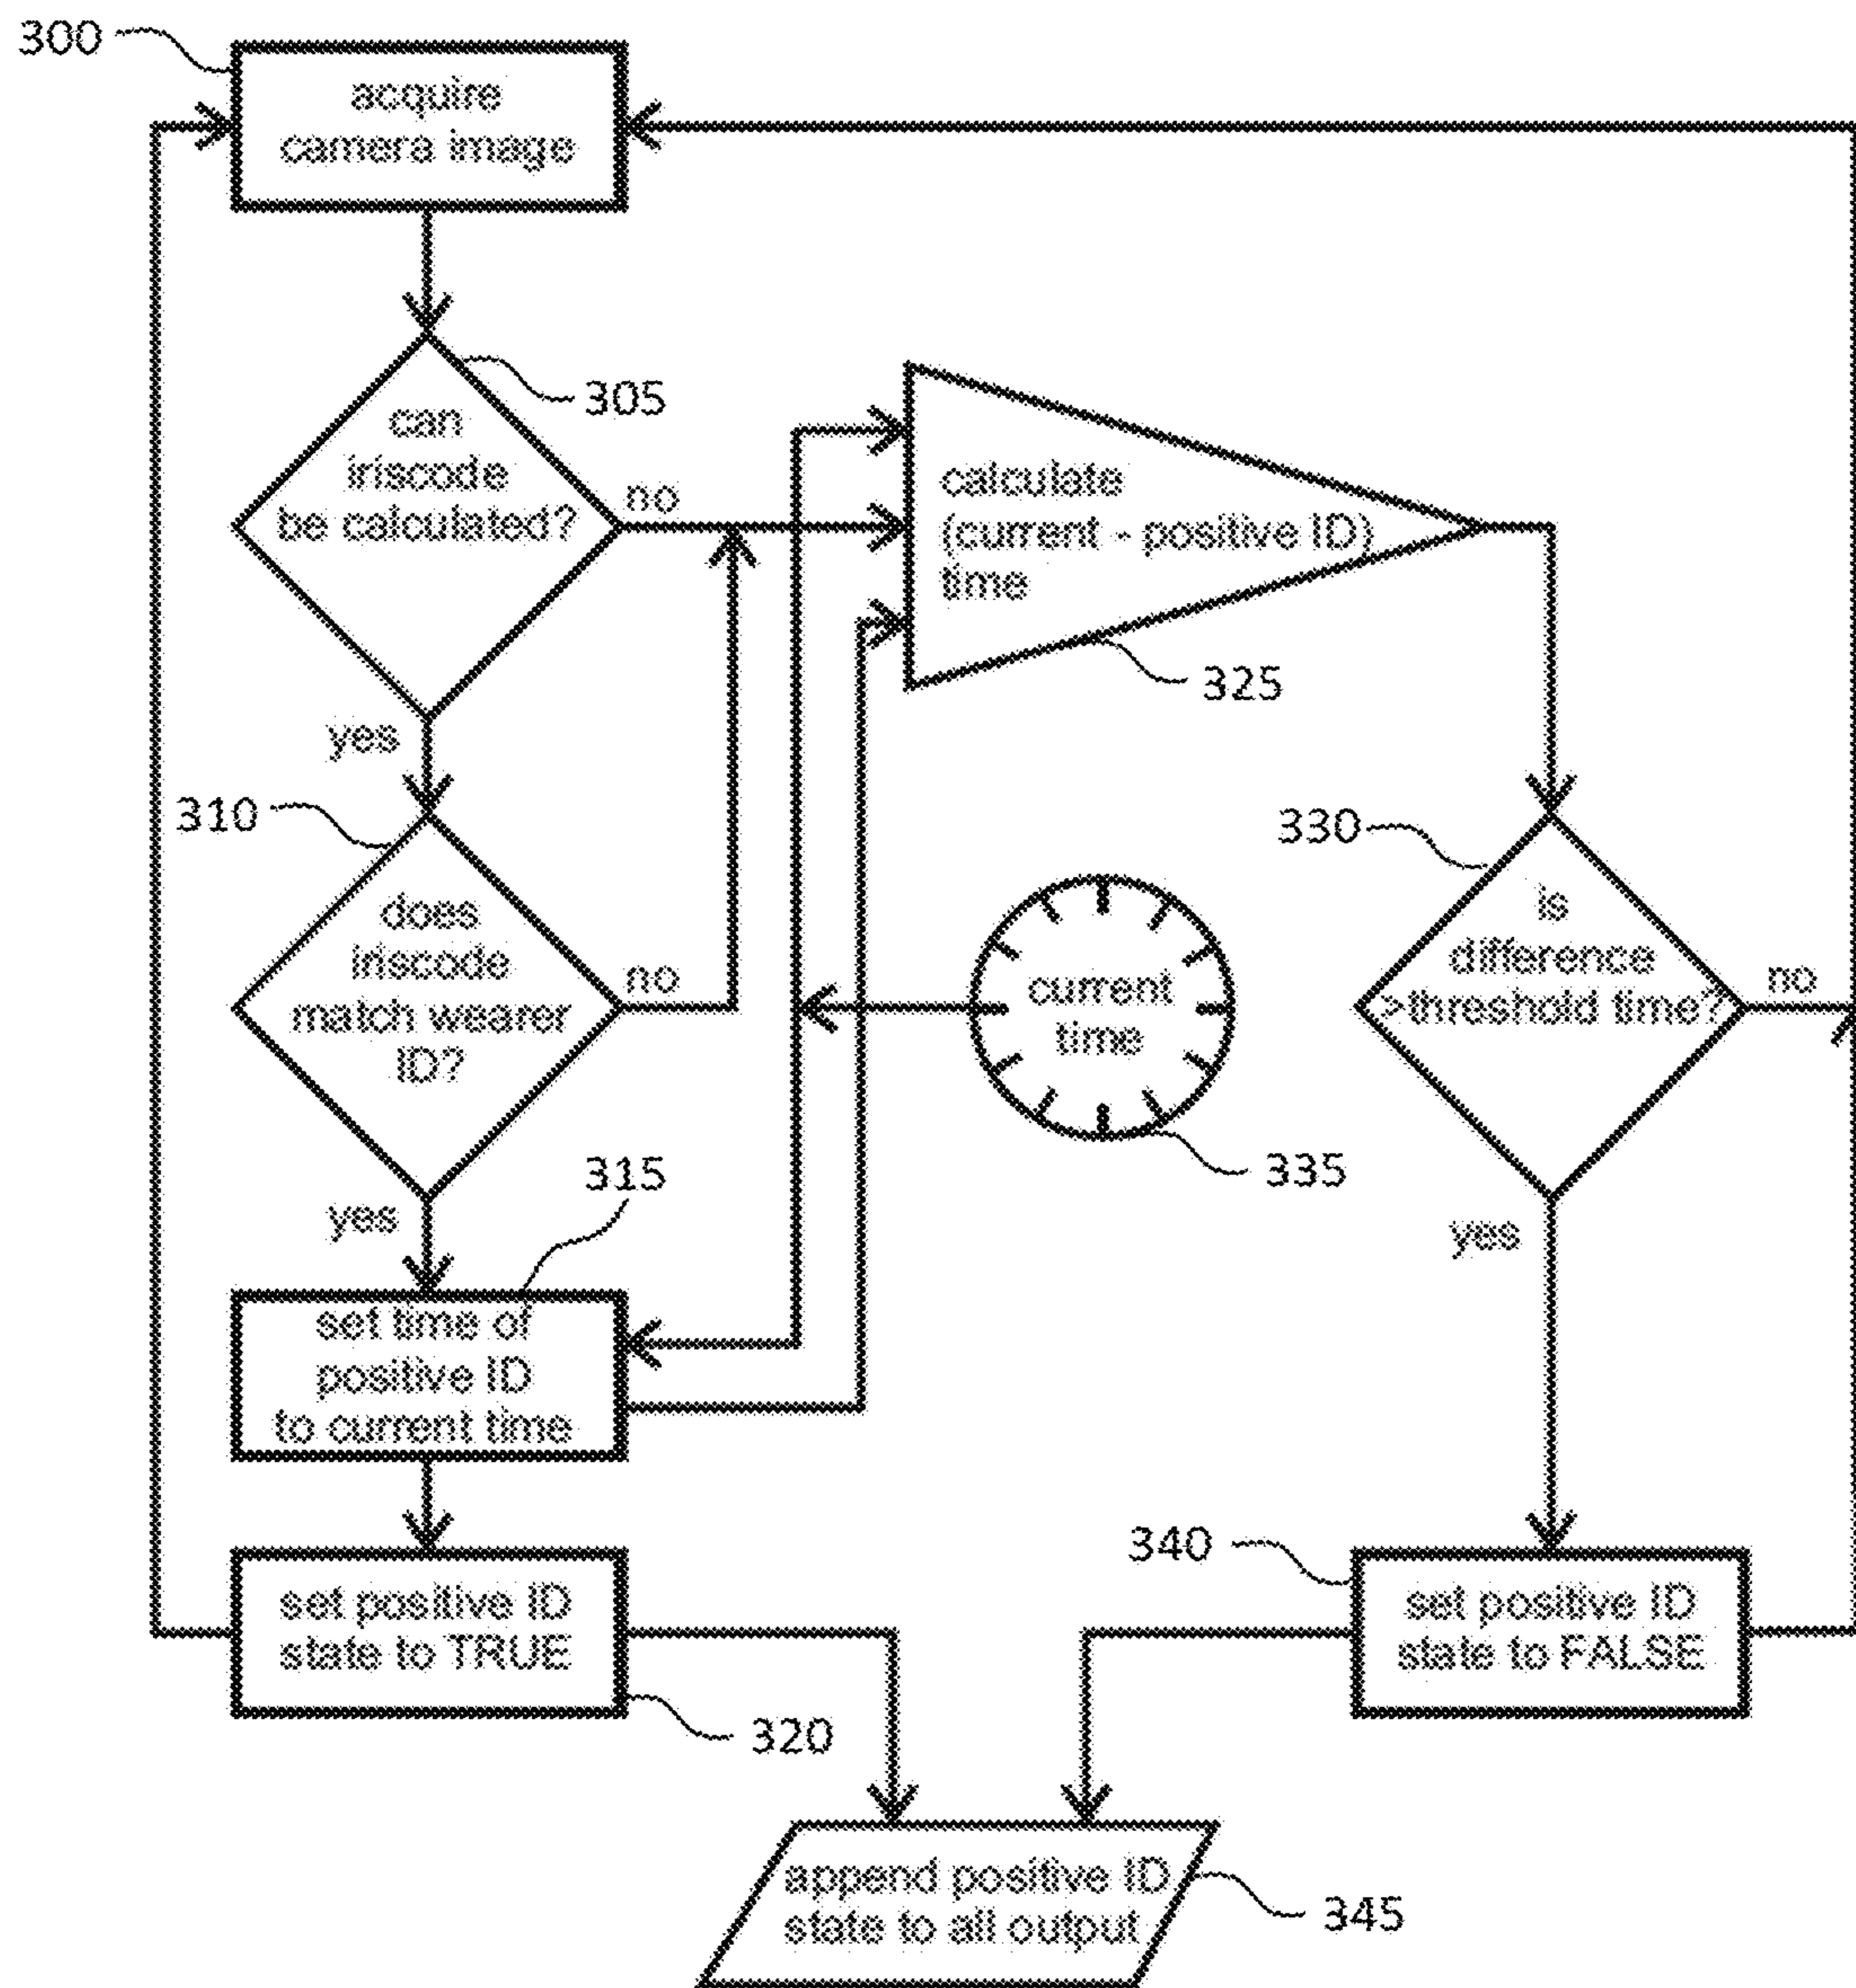 300
acquire
camera image
305
can
iriscode
be calculated?
no
yes
calculate
(current - positive ID)
time
325
310
does
iriscode
match wearer
ID?
no
yes
330
is
difference
>threshold time?
no
yes
current
time
335
315
set time of
positive ID
to current time
set positive ID
state to TRUE
320
340
set positive ID
state to FALSE
append positive ID
state to all output
345